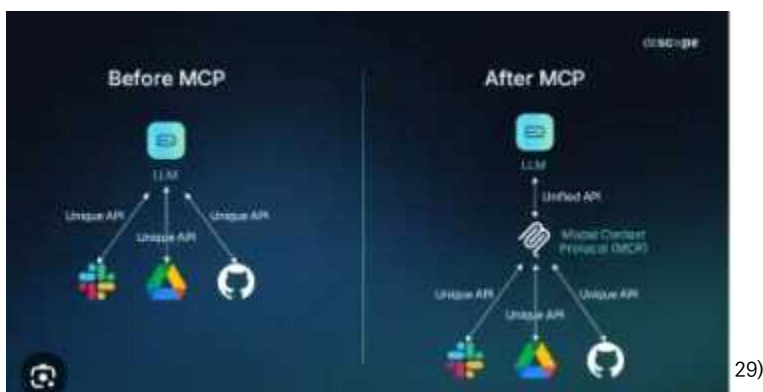 descope
Before MCP
LLM
Unique API
Unique API
Unique API
After MCP
LLM
Unified API
Model Context
Protocol (MCP)
Unique API
Unique API
Unique API
29)